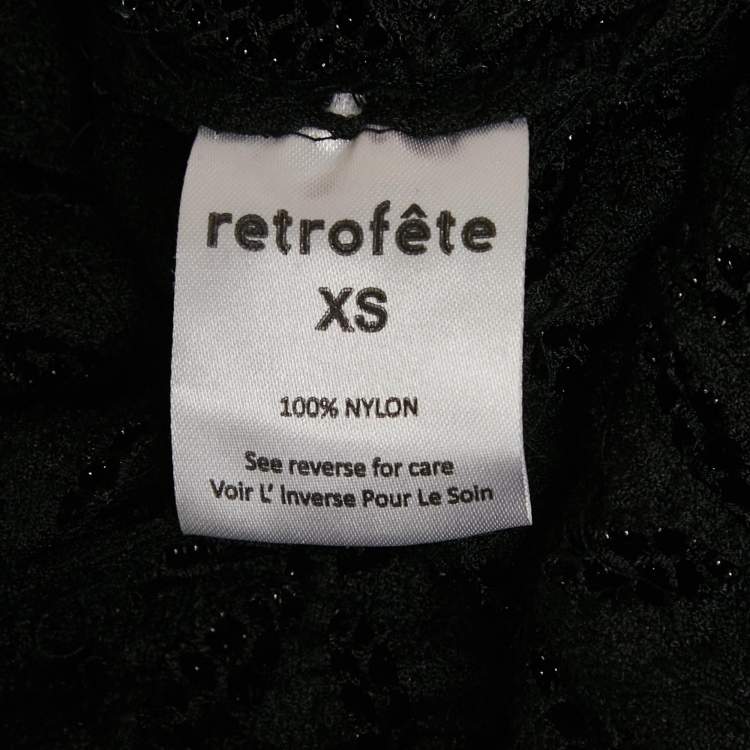 retrofête
XS
100% NYLON
See reverse for care
Voir L' Inverse Pour Le Soin